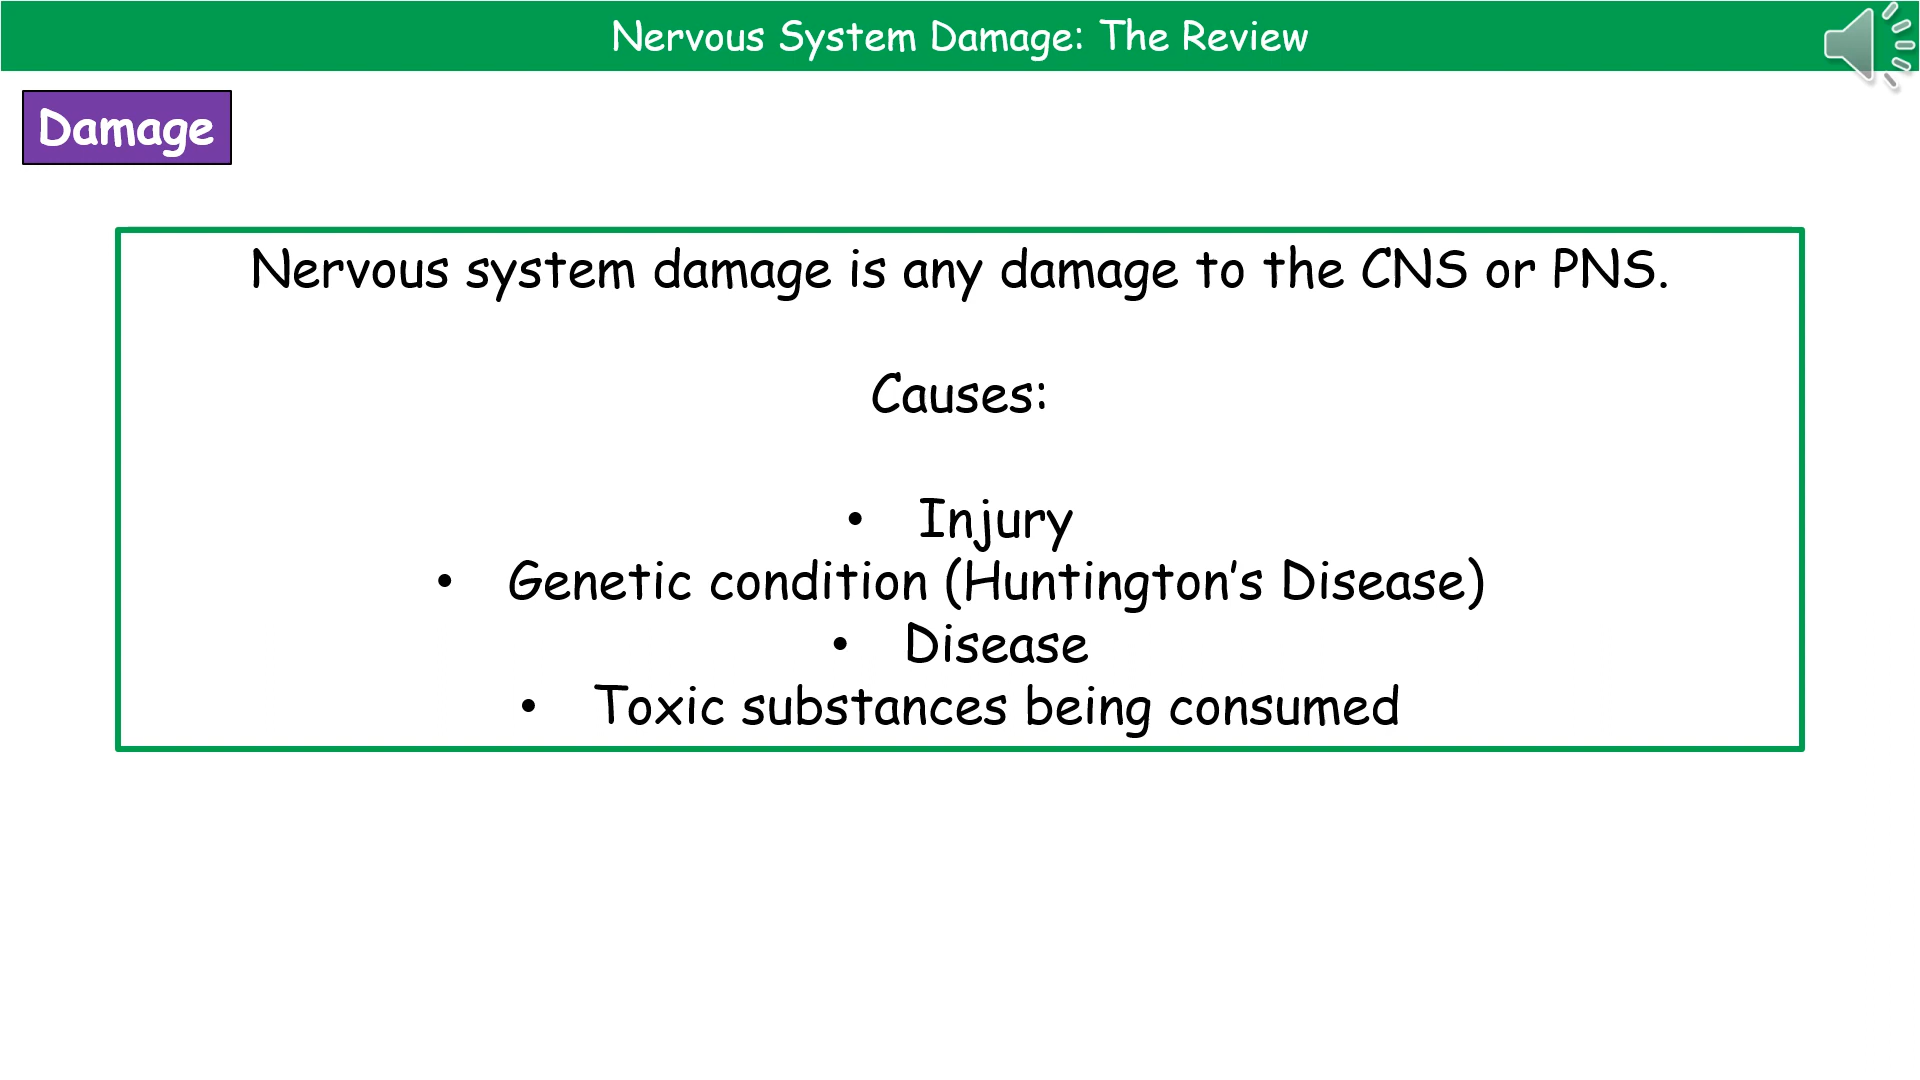 Nervous System Damage: The Review
Damage
Nervous system damage is any damage to the CNS or PNS.
Causes:
• Injury
• Genetic condition (Huntington’s Disease)
• Disease
• Toxic substances being consumed